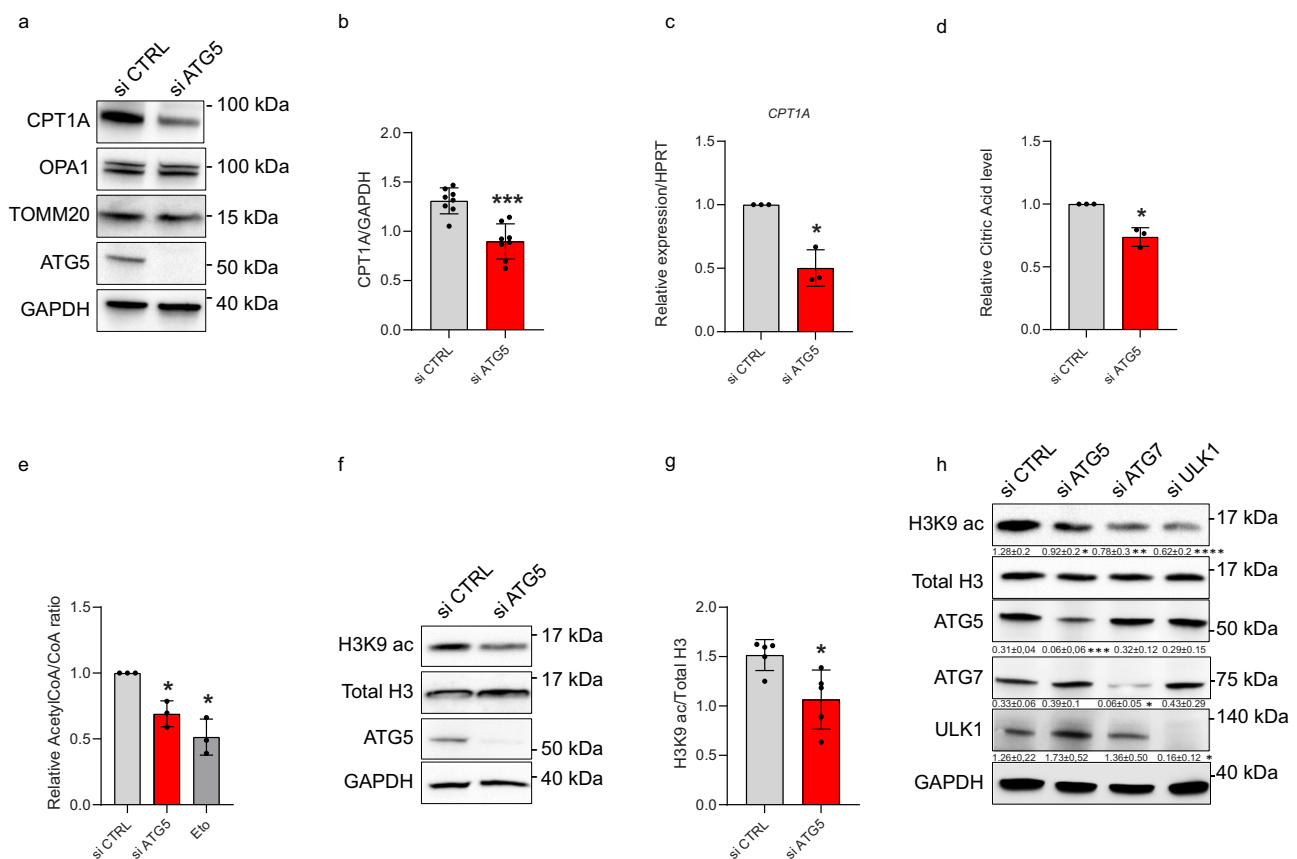 a
si CTRL
si ATG5
CPT1A
- 100 kDa
OPA1
- 100 kDa
TOMM20
- 15 kDa
ATG5
- 50 kDa
GAPDH
- 40 kDa
b
CPT1A/GAPDH
2.0
1.5
1.0
0.5
0.0
***
si CTRL
si ATG5
c
CPT1A
Relative expression/HPRT
1.5
1.0
0.5
0.0
*
si CTRL
si ATG5
d
Relative Citric Acid level
1.5
1.0
0.5
0.0
*
si CTRL
si ATG5
e
Relative AcetylCoA/CoA ratio
1.5
1.0
0.5
0.0
*
*
si CTRL
si ATG5
Eto
f
si CTRL
si ATG5
H3K9 ac
- 17 kDa
Total H3
- 17 kDa
ATG5
- 50 kDa
GAPDH
- 40 kDa
g
H3K9 ac/Total H3
2.0
1.5
1.0
0.5
0.0
*
si CTRL
si ATG5
h
si CTRL
si ATG5
si ATG7
si ULK1
H3K9 ac
-17 kDa
1.28±0.2 0.92±0.2 * 0.78±0.3 ** 0.62±0.2 ****
Total H3
-17 kDa
ATG5
-50 kDa
0.31±0,04 0.06±0,06 *** 0.32±0.12 0.29±0.15
ATG7
-75 kDa
0.33±0.06 0.39±0.1 0.06±0.05 * 0.43±0.29
ULK1
-140 kDa
1.26±0,22 1.73±0,52 1.36±0.50 0.16±0.12 *
GAPDH
-40 kDa